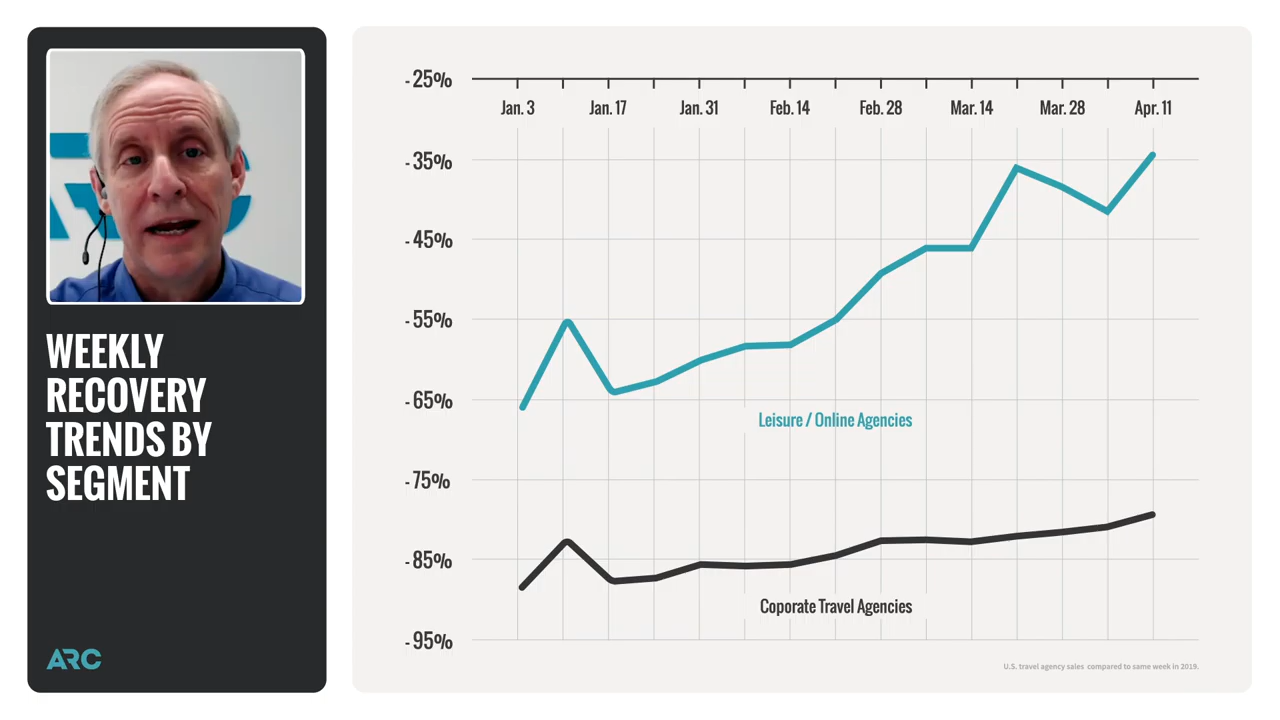 WEEKLY
RECOVERY
TRENDS BY
SEGMENT
ARC
-25%
Jan. 3 Jan. 17 Jan. 31 Feb. 14 Feb. 28 Mar. 14 Mar. 28 Apr. 11
-35%
-45%
-55%
-65%
Leisure / Online Agencies
-75%
-85%
Coporate Travel Agencies
-95%
U.S. travel agency sales compared to same week in 2019.